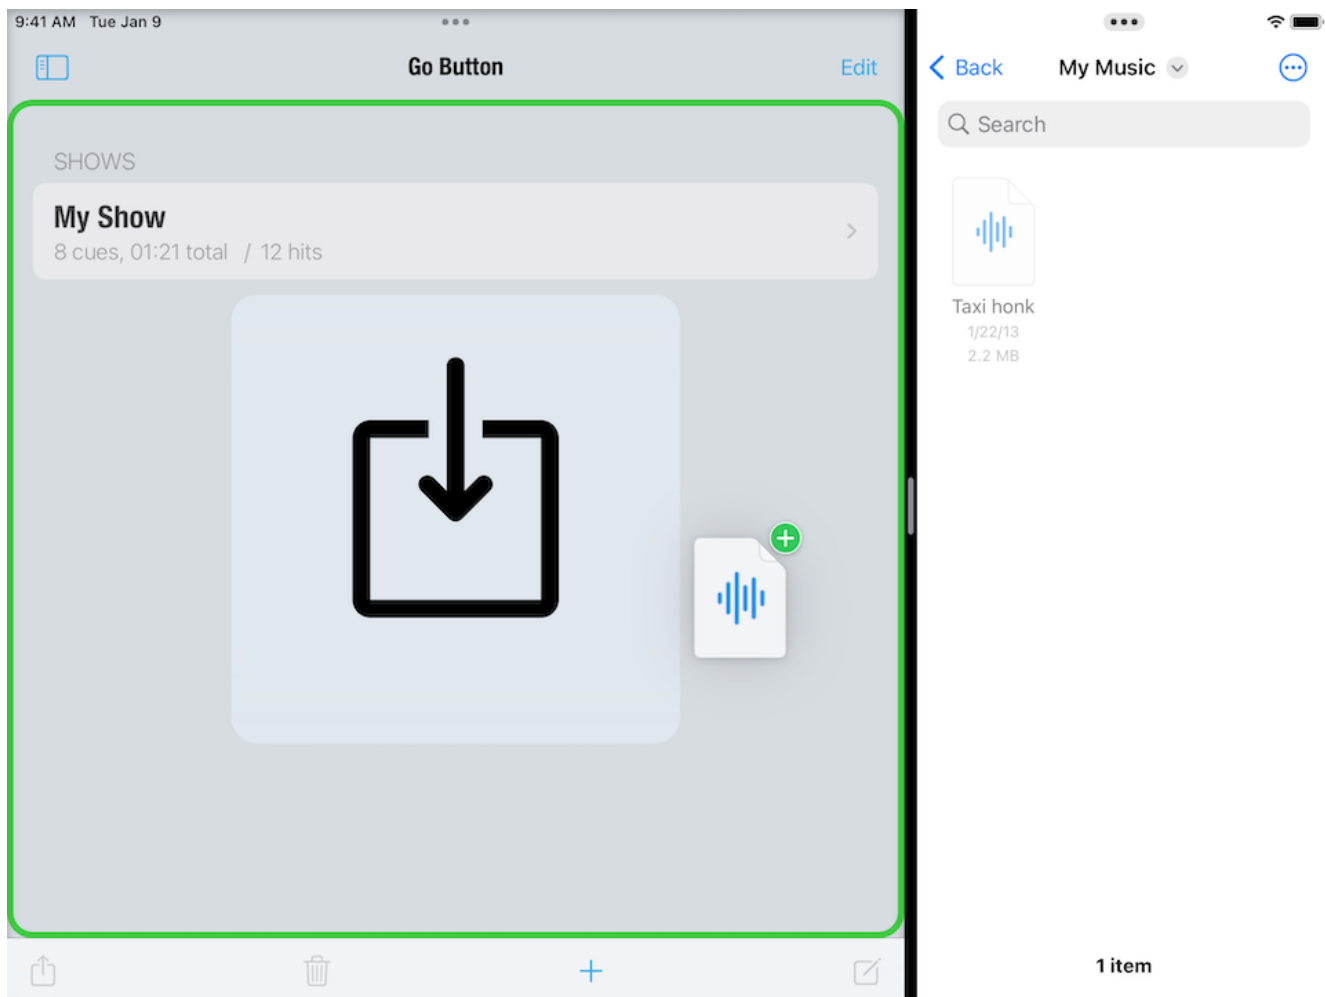 9:41 AM Tue Jan 9
Go Button
Edit
SHOWS
My Show
8 cues, 01:21 total / 12 hits
Back
My Music
Search
Taxi honk
1/22/13
2.2 MB
1 item